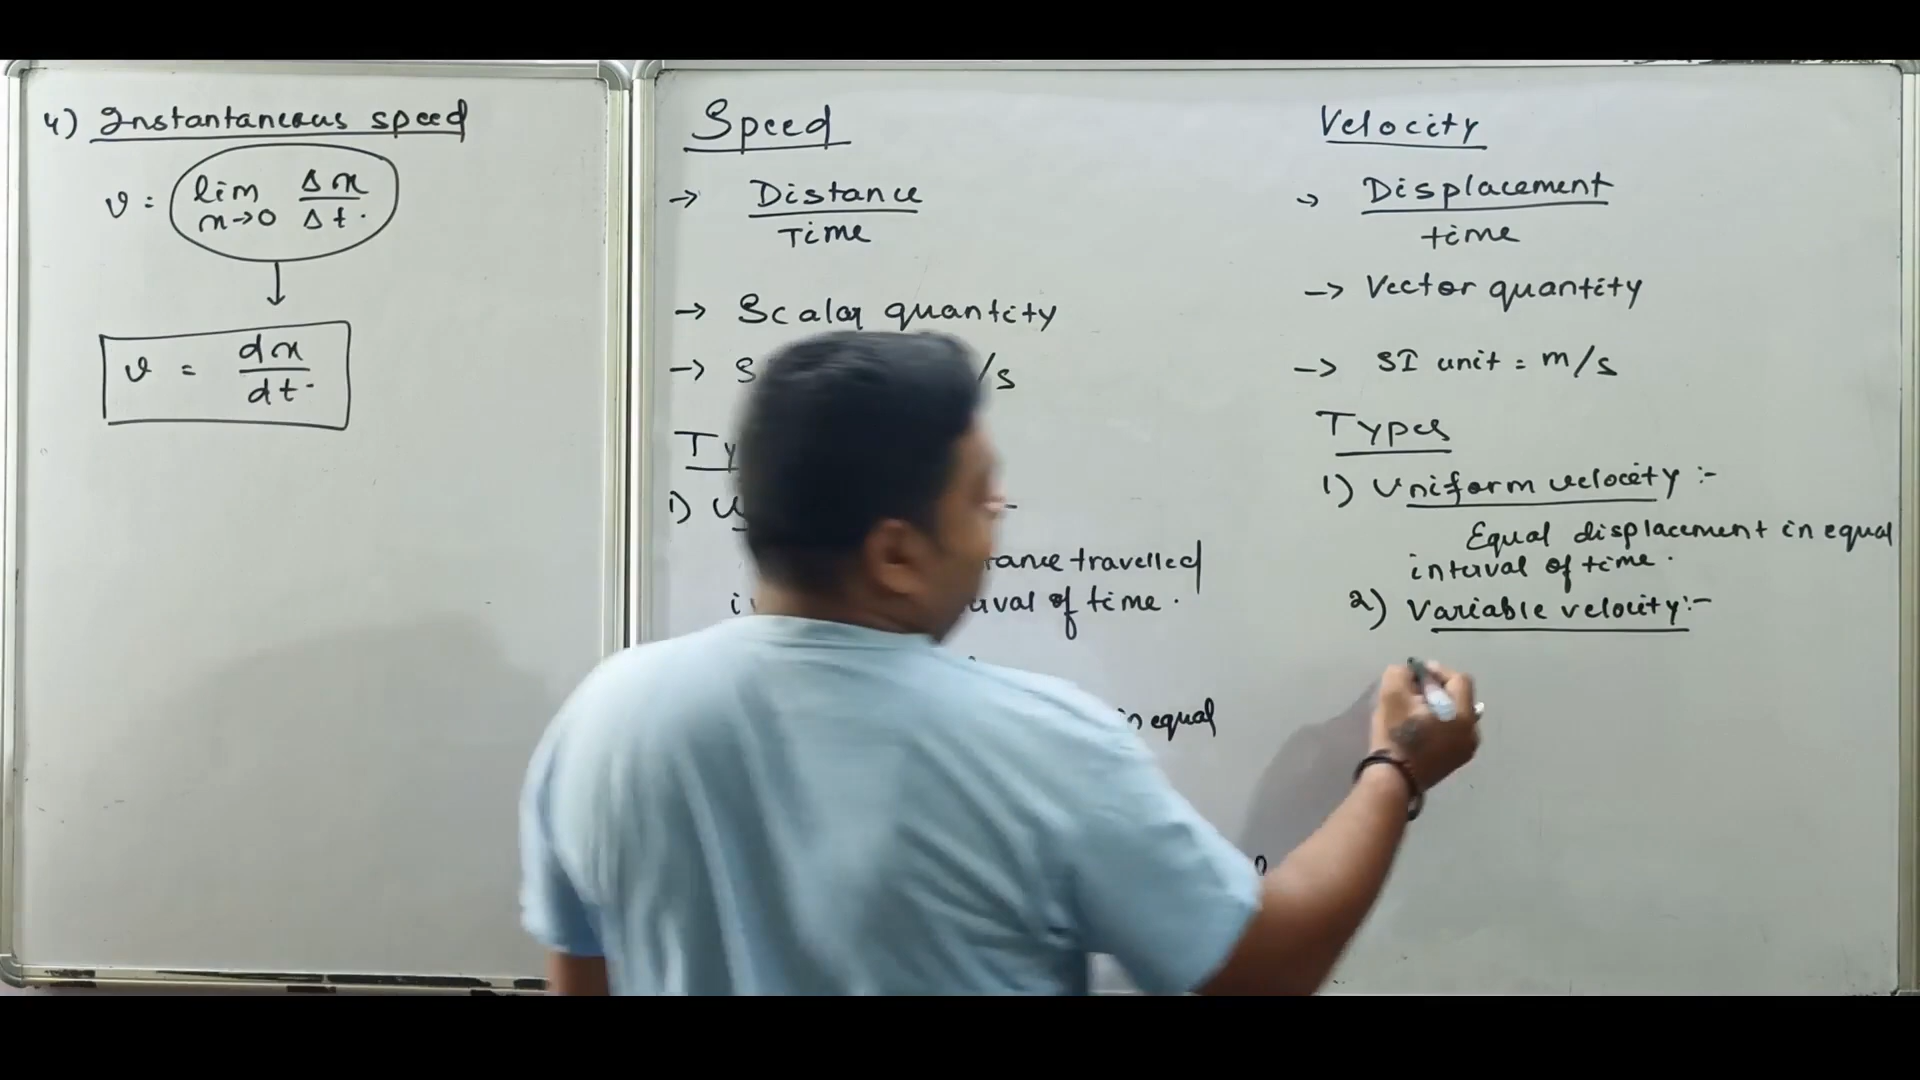 4) Instantaneous speed
v = lim Δx
x→0 Δt.
v = dx
dt.
Speed
→ Distance
Time
→ Scalar quantity
→ S /s
Ty
1) U :-
travelled
of time.
in equal
Velocity
→ Displacement
time
→ Vector quantity
→ SI unit = m/s
Types
1) Uniform velocity :-
Equal displacement in equal
interval of time.
2) Variable velocity:-